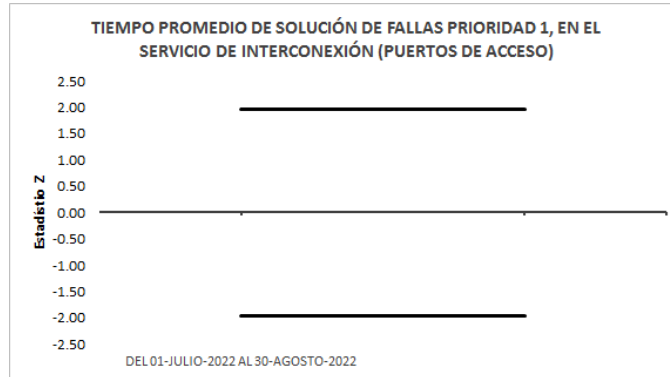 TIEMPO PROMEDIO DE SOLUCIÓN DE FALLAS PRIORIDAD 1, EN EL
SERVICIO DE INTERCONEXIÓN (PUERTOS DE ACCESO)
2.50
2.00
1.50
1.00
0.50
0.00
-0.50
-1.00
-1.50
-2.00
-2.50
Estadístio Z
DEL 01-JULIO-2022 AL 30-AGOSTO-2022